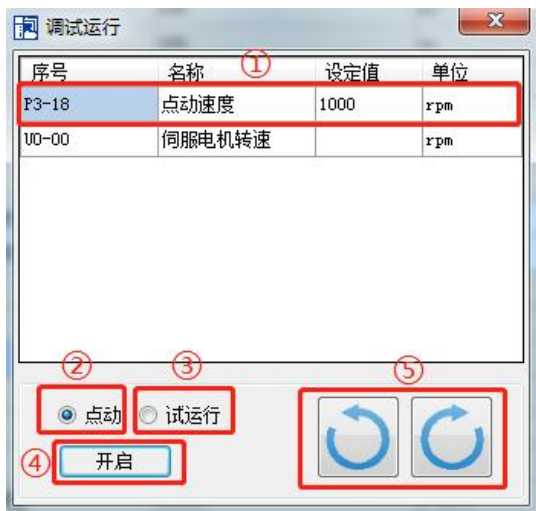 调试运行
序号 名称 ① 设定值 单位
P3-18 点动速度 1000 rpm
U0-00 伺服电机转速 rpm
② ③ ⑤
点动 试运行
④ 开启